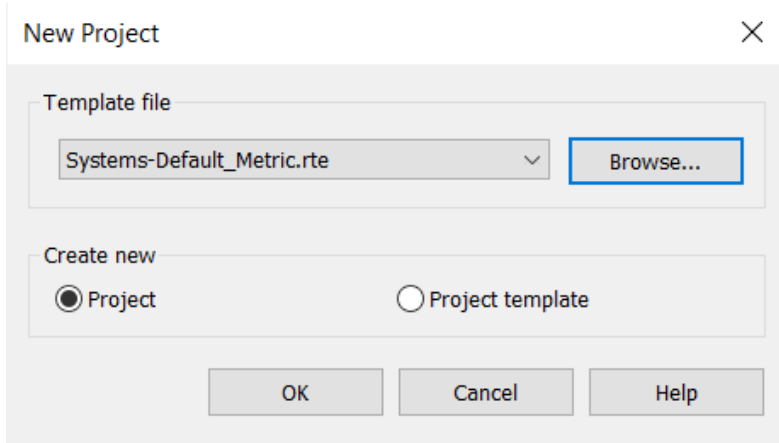 New Project
Template file
Systems-Default_Metric.rte
Browse...
Create new
Project
Project template
OK
Cancel
Help